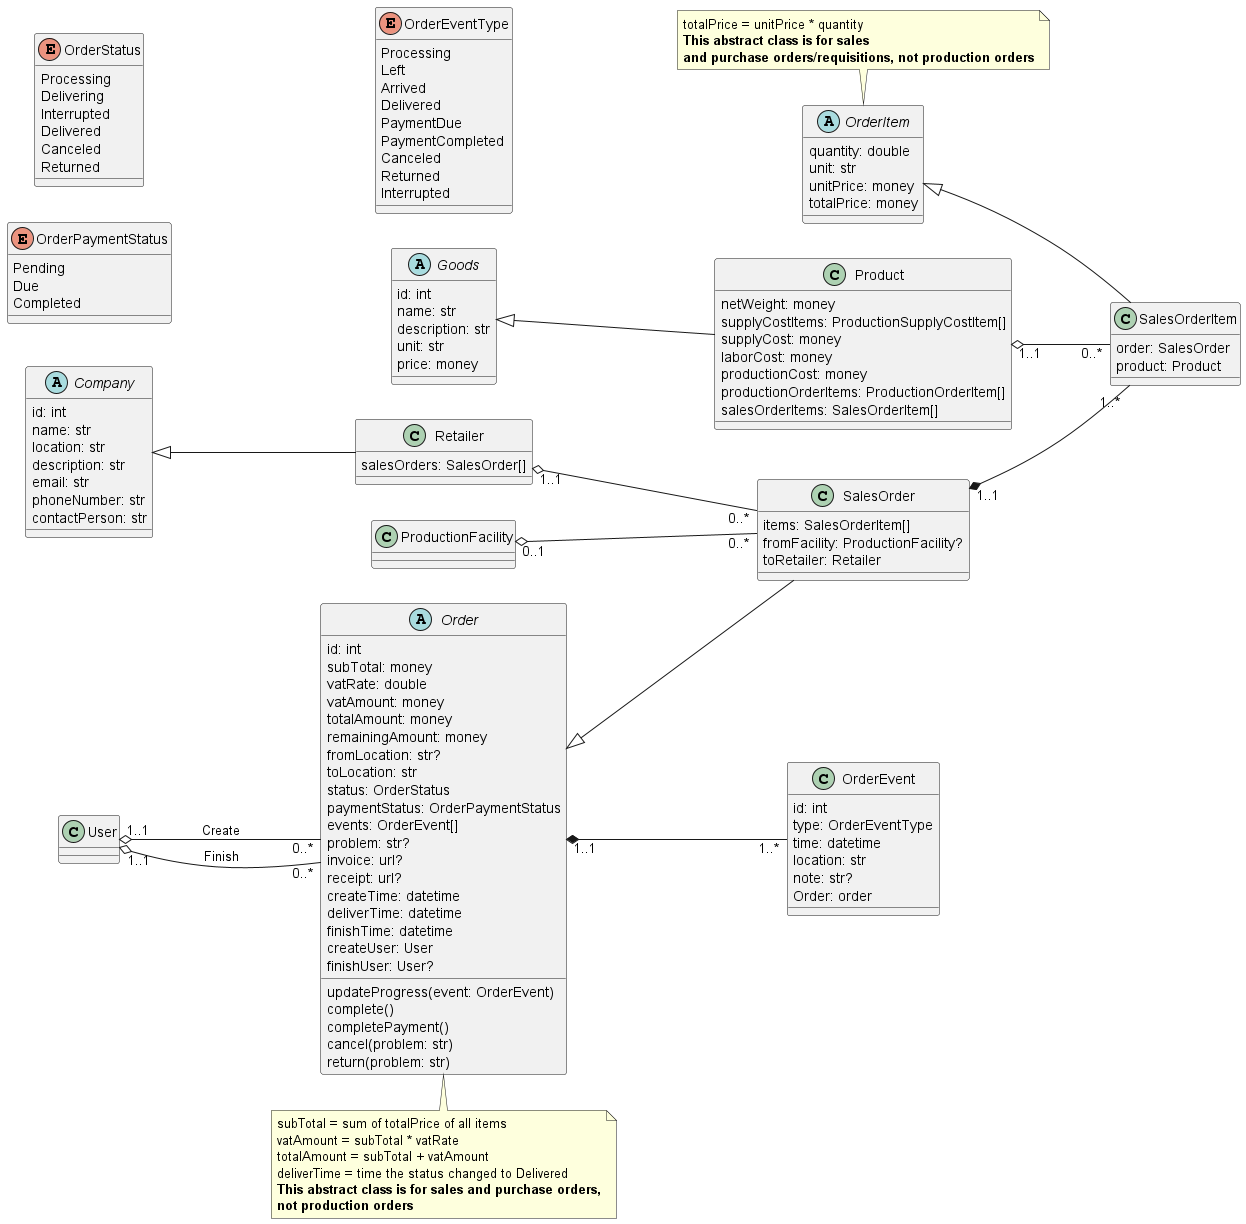 E OrderStatus
Processing
Delivering
Interrupted
Delivered
Canceled
Returned
E OrderEventType
Processing
Left
Arrived
Delivered
PaymentDue
PaymentCompleted
Canceled
Returned
Interrupted
totalPrice = unitPrice * quantity
This abstract class is for sales
and purchase orders/requisitions, not production orders
A OrderItem
quantity: double
unit: str
unitPrice: money
totalPrice: money
E OrderPaymentStatus
Pending
Due
Completed
A Goods
id: int
name: str
description: str
unit: str
price: money
C Product
netWeight: money
supplyCostItems: ProductionSupplyCostItem[]
supplyCost: money
laborCost: money
productionCost: money
productionOrderItems: ProductionOrderItem[]
salesOrderItems: SalesOrderItem[]
1..1
0..*
C SalesOrderItem
order: SalesOrder
product: Product
1..*
A Company
id: int
name: str
location: str
description: str
email: str
phoneNumber: str
contactPerson: str
C Retailer
salesOrders: SalesOrder[]
1..1
0..*
C ProductionFacility
0..1
0..*
C SalesOrder
items: SalesOrderItem[]
fromFacility: ProductionFacility?
toRetailer: Retailer
1..1
A Order
id: int
subTotal: money
vatRate: double
vatAmount: money
totalAmount: money
remainingAmount: money
fromLocation: str?
toLocation: str
status: OrderStatus
paymentStatus: OrderPaymentStatus
events: OrderEvent[]
problem: str?
invoice: url?
receipt: url?
createTime: datetime
deliverTime: datetime
finishTime: datetime
createUser: User
finishUser: User?
updateProgress(event: OrderEvent)
complete()
completePayment()
cancel(problem: str)
return(problem: str)
C User
1..1
Create
0..*
1..1
Finish
0..*
1..1
1..*
C OrderEvent
id: int
type: OrderEventType
time: datetime
location: str
note: str?
Order: order
subTotal = sum of totalPrice of all items
vatAmount = subTotal * vatRate
totalAmount = subTotal + vatAmount
deliverTime = time the status changed to Delivered
This abstract class is for sales and purchase orders,
not production orders